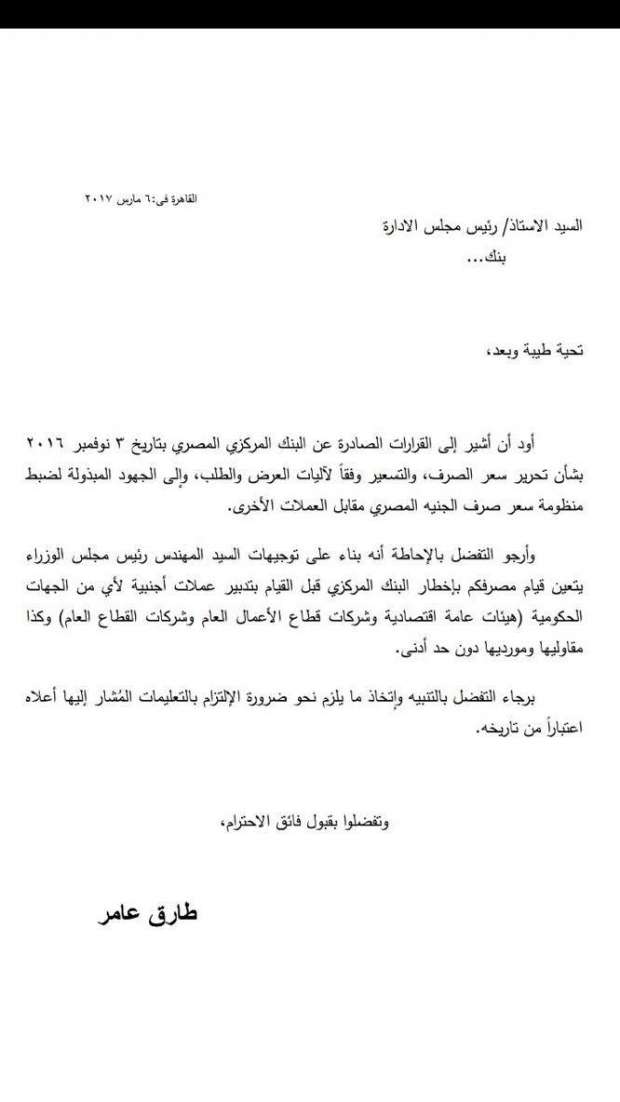 القاهرة فى:٦ مارس ٢٠١٧
السيد الاستاذ/ رئيس مجلس الادارة
بنك...
تحية طيبة وبعد،
أود أن أشير إلى القرارات الصادرة عن البنك المركزي المصري بتاريخ ٣ نوفمبر ٢٠١٦
بشأن تحرير سعر الصرف، والتسعير وفقاً لآليات العرض والطلب، وإلى الجهود المبذولة لضبط
منظومة سعر صرف الجنيه المصري مقابل العملات الأخرى.
وأرجو التفضل بالإحاطة أنه بناء على توجيهات السيد المهندس رئيس مجلس الوزراء
يتعين قيام مصرفكم بإخطار البنك المركزي قبل القيام بتدبير عملات أجنبية لأي من الجهات
الحكومية (هيئات عامة اقتصادية وشركات قطاع الأعمال العام وشركات القطاع العام) وكذا
مقاوليها ومورديها دون حد أدنى.
برجاء التفضل بالتنبيه وإتخاذ ما يلزم نحو ضرورة الإلتزام بالتعليمات المُشار إليها أعلاه
اعتباراً من تاريخه.
وتفضلوا بقبول فائق الاحترام،
طارق عامر